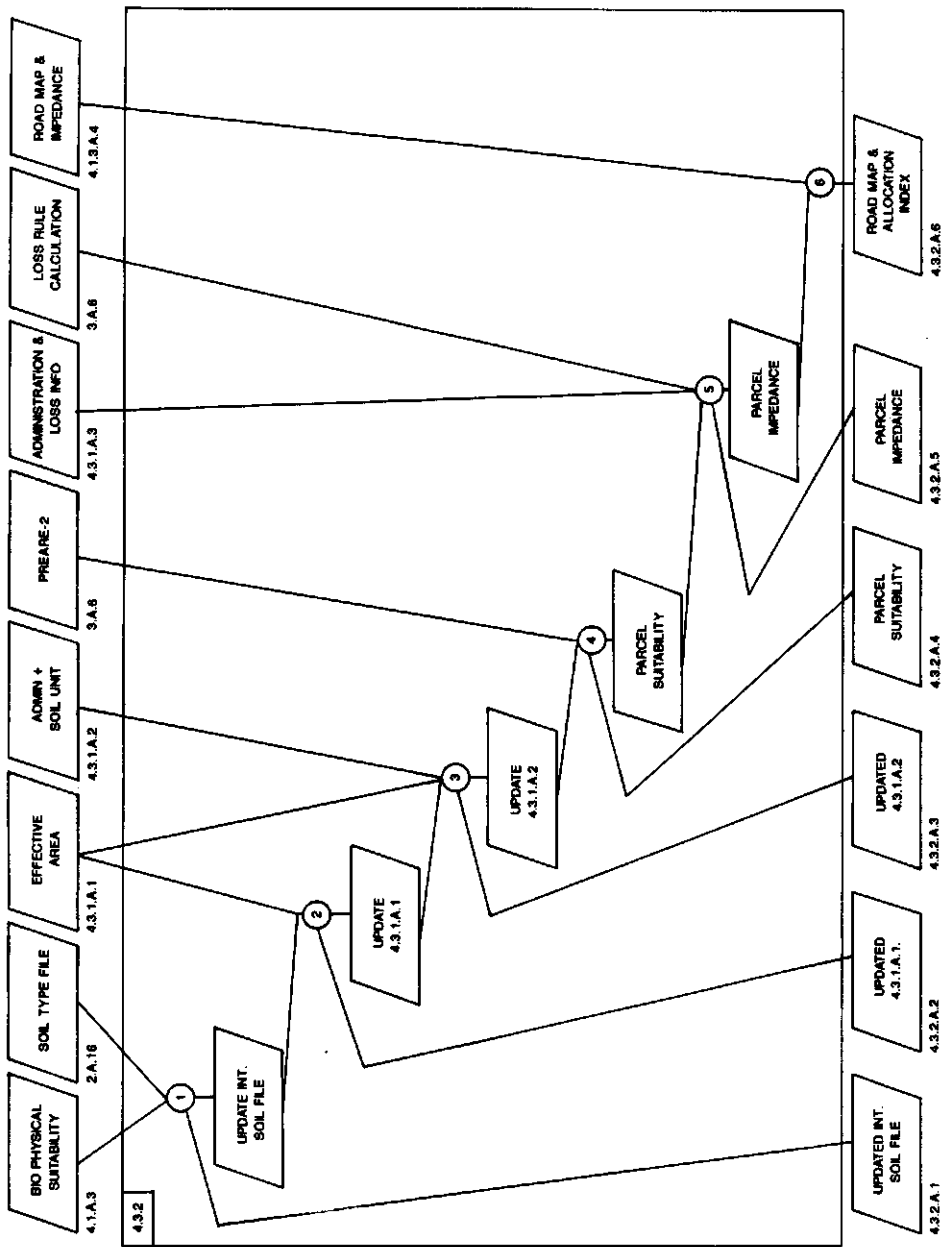 BIO PHYSICAL
SUITABILITY
4.1.A.3
SOIL TYPE FILE
2.A.16
EFFECTIVE
AREA
4.3.1.A.1
ADMIN +
SOIL UNIT
4.3.1.A.2
PREARE-2
3.A.6
ADMINISTRATION &
LOSS INFO
4.3.1.A.3
LOSS RULE
CALCULATION
3.A.6
ROAD MAP &
IMPEDANCE
4.1.3.A.4
4.3.2
1
UPDATE INT.
SOIL FILE
2
UPDATE
4.3.1.A.1
3
UPDATE
4.3.1.A.2
4
PARCEL
SUITABILITY
5
PARCEL
IMPEDANCE
6
UPDATED INT.
SOIL FILE
4.3.2.A.1
UPDATED
4.3.1.A.1.
4.3.2.A.2
UPDATED
4.3.1.A.2
4.3.2.A.3
PARCEL
SUITABILITY
4.3.2.A.4
PARCEL
IMPEDANCE
4.3.2.A.5
ROAD MAP &
ALLOCATION
INDEX
4.3.2.A.6